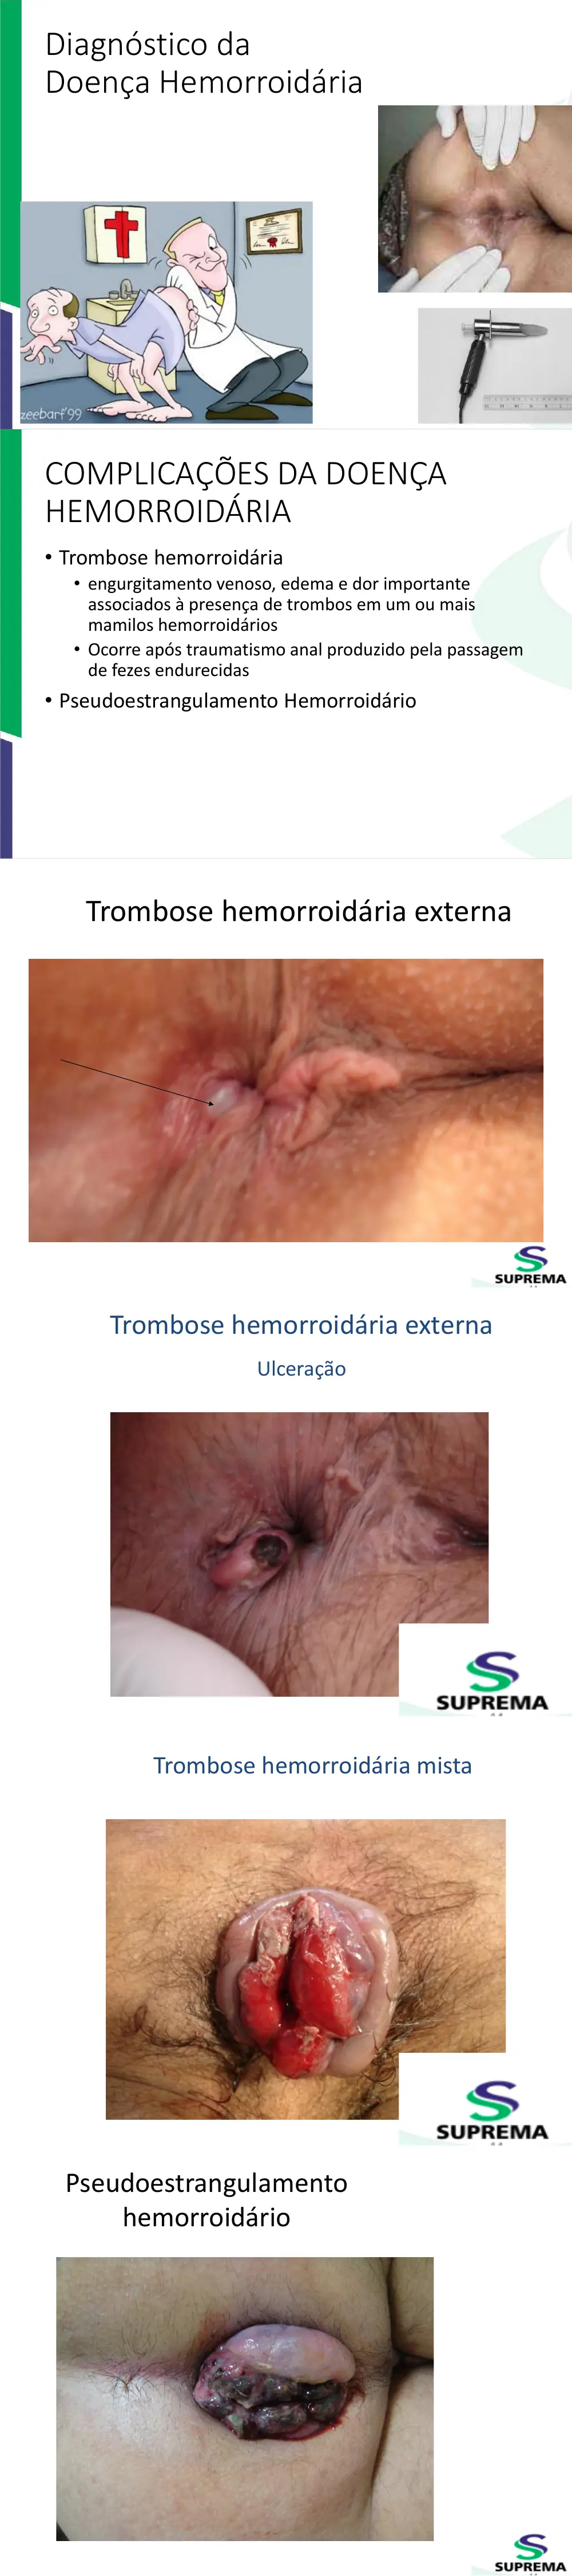 Diagnóstico da
Doença Hemorroidária
zeebarf'99
COMPLICAÇÕES DA DOENÇA
HEMORROIDÁRIA
• Trombose hemorroidária
• engurgitamento venoso, edema e dor importante
associados à presença de trombos em um ou mais
mamilos hemorroidários
• Ocorre após traumatismo anal produzido pela passagem
de fezes endurecidas
• Pseudoestrangulamento Hemorroidário
Trombose hemorroidária externa
SUPREMA
Trombose hemorroidária externa
Ulceração
SUPREMA
Trombose hemorroidária mista
SUPREMA
Pseudoestrangulamento
hemorroidário
SUPREMA